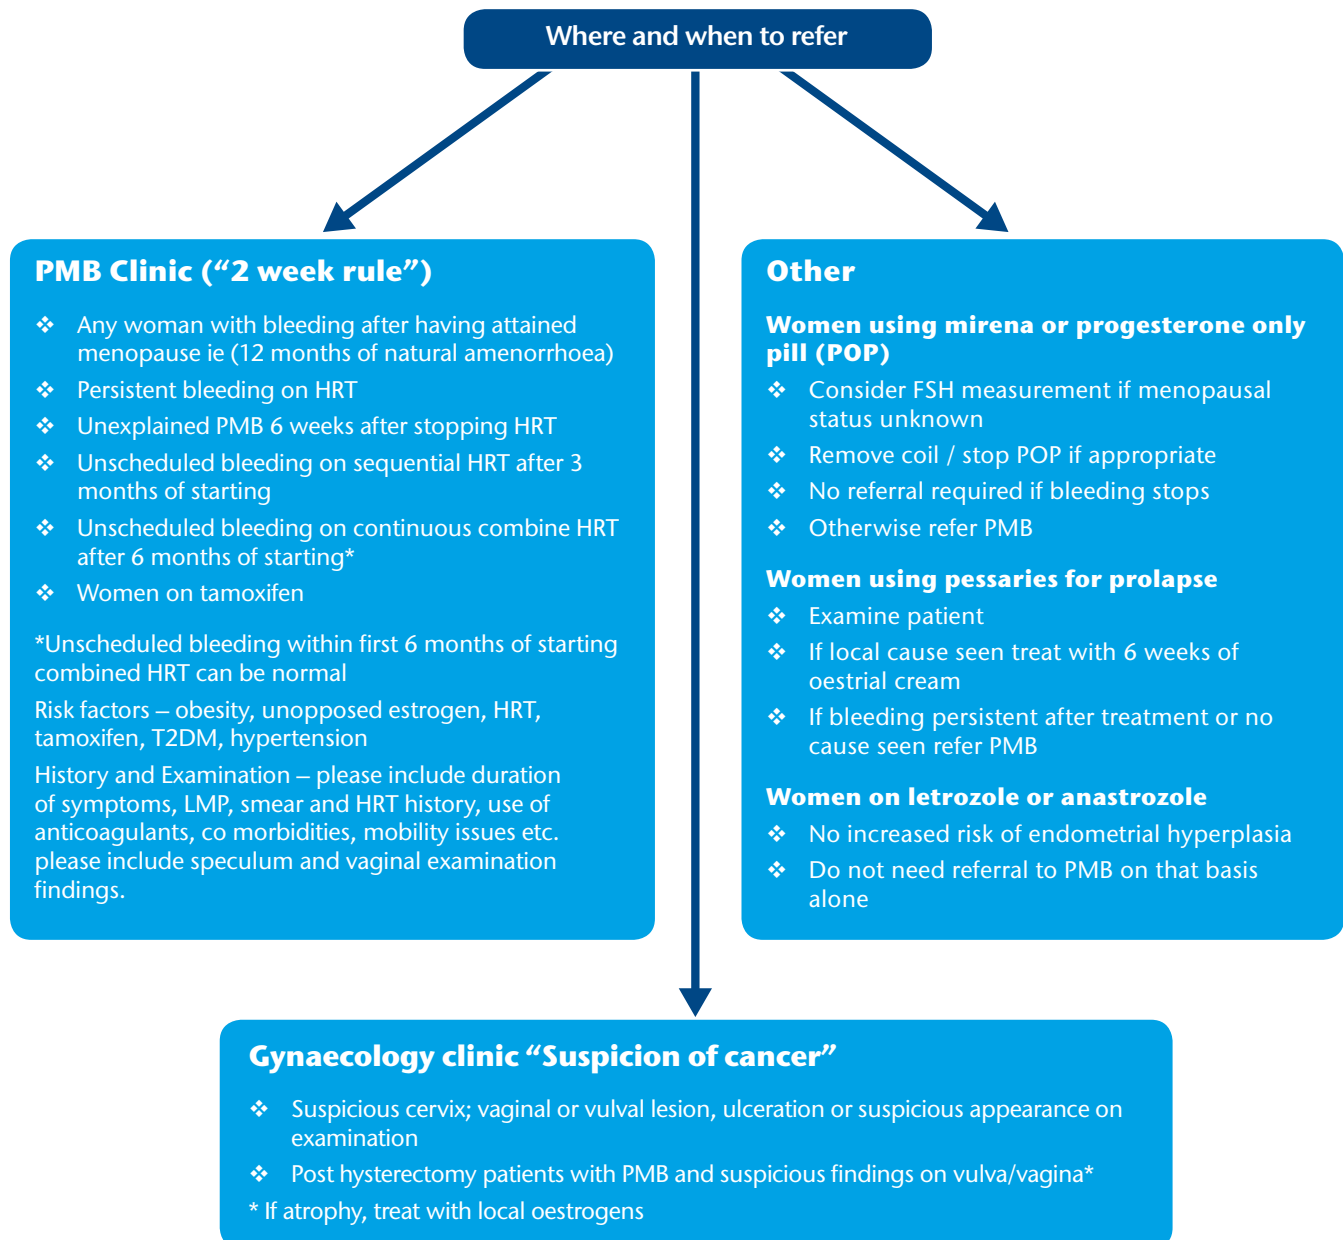 Where and when to refer
PMB Clinic (“2 week rule”)
❖ Any woman with bleeding after having attained
menopause ie (12 months of natural amenorrhoea)
❖ Persistent bleeding on HRT
❖ Unexplained PMB 6 weeks after stopping HRT
❖ Unscheduled bleeding on sequential HRT after 3
months of starting
❖ Unscheduled bleeding on continuous combine HRT
after 6 months of starting*
❖ Women on tamoxifen
*Unscheduled bleeding within first 6 months of starting
combined HRT can be normal
Risk factors – obesity, unopposed estrogen, HRT,
tamoxifen, T2DM, hypertension
History and Examination – please include duration
of symptoms, LMP, smear and HRT history, use of
anticoagulants, co morbidities, mobility issues etc.
please include speculum and vaginal examination
findings.
Other
Women using mirena or progesterone only
pill (POP)
❖ Consider FSH measurement if menopausal
status unknown
❖ Remove coil / stop POP if appropriate
❖ No referral required if bleeding stops
❖ Otherwise refer PMB
Women using pessaries for prolapse
❖ Examine patient
❖ If local cause seen treat with 6 weeks of
oestrial cream
❖ If bleeding persistent after treatment or no
cause seen refer PMB
Women on letrozole or anastrozole
❖ No increased risk of endometrial hyperplasia
❖ Do not need referral to PMB on that basis
alone
Gynaecology clinic “Suspicion of cancer”
❖ Suspicious cervix; vaginal or vulval lesion, ulceration or suspicious appearance on
examination
❖ Post hysterectomy patients with PMB and suspicious findings on vulva/vagina*
* If atrophy, treat with local oestrogens